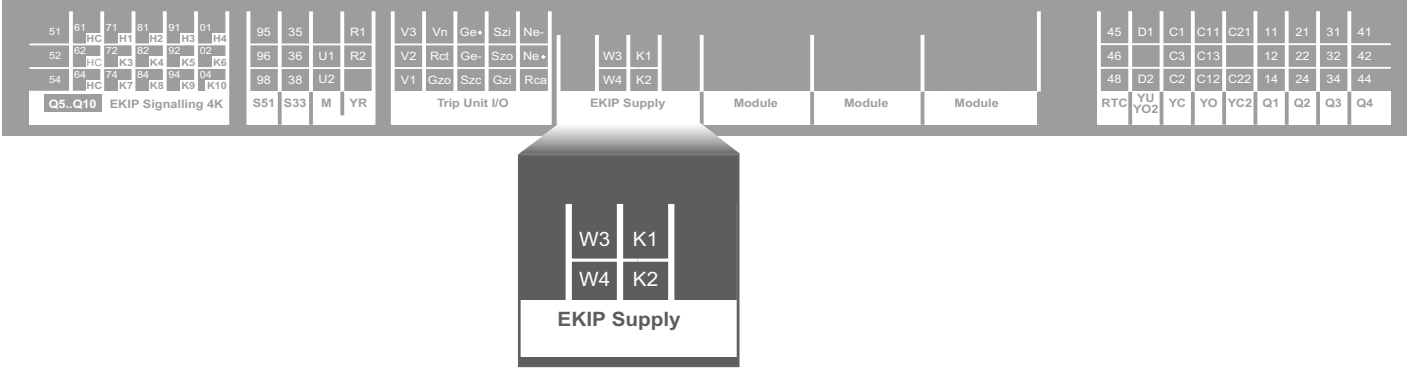 51 61 HC 71 H1 81 H2 91 H3 01 H4
52 62 HC 72 K3 82 K4 92 K5 02 K6
54 64 HC 74 K7 84 K8 94 K9 04 K10
Q5..Q10 EKIP Signalling 4K
95 35 R1
96 36 U1 R2
98 38 U2
S51 S33 M YR
V3 Vn Ge+ Szi Ne-
V2 Rct Ge- Szo Ne+
V1 Gzo Szc Gzi Rca
Trip Unit I/O
W3 K1
W4 K2
EKIP Supply
Module
Module
Module
45 D1 C1 C11 C21 11 21 31 41
46 C3 C13 12 22 32 42
48 D2 C2 C12 C22 14 24 34 44
RTC YU YO2 YC YO YC2 Q1 Q2 Q3 Q4
W3 K1
W4 K2
EKIP Supply